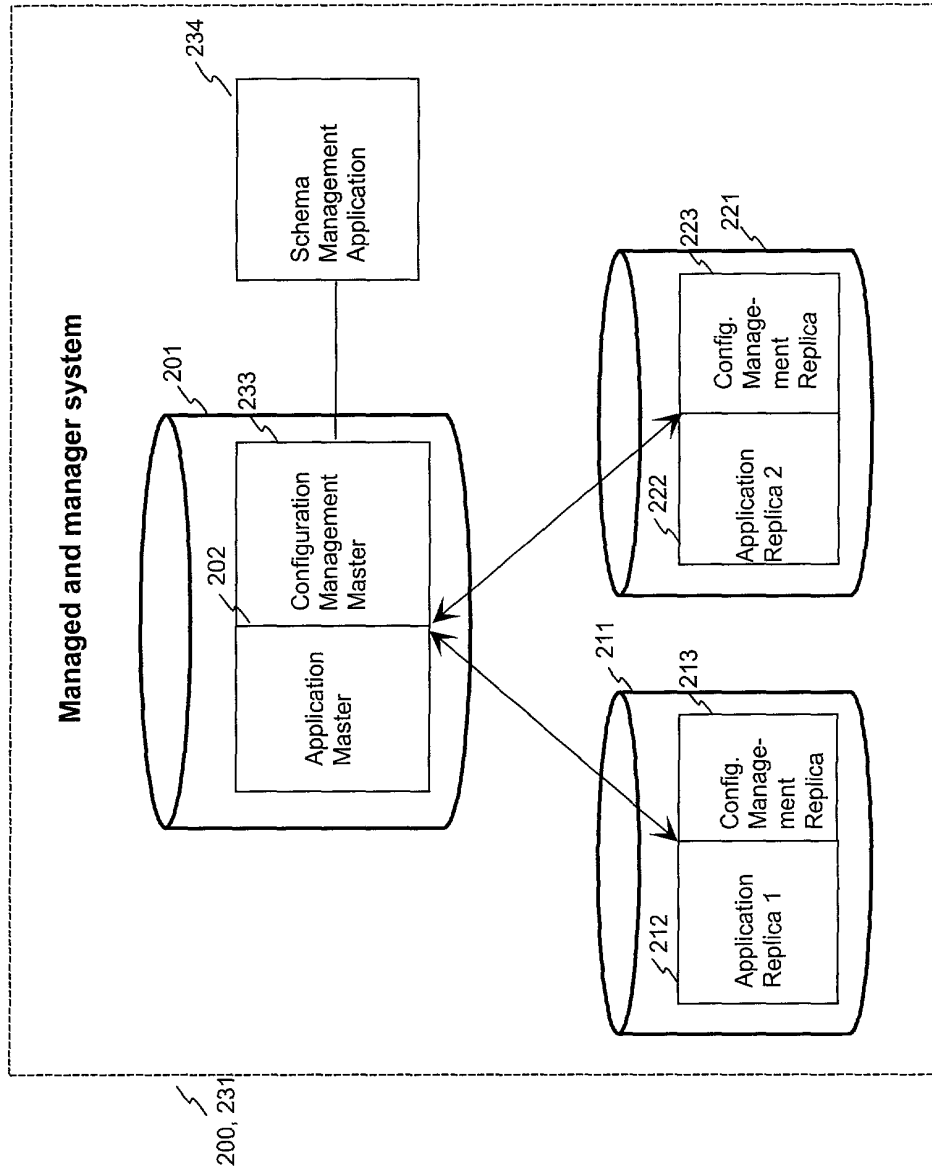 Managed and manager system
200, 231
201
233
202
234
Application
Master
Configuration
Management
Master
Schema
Management
Application
211
213
212
Application
Replica 1
Config.
Manage-
ment
Replica
223
221
222
Application
Replica 2
Config.
Manage-
ment
Replica